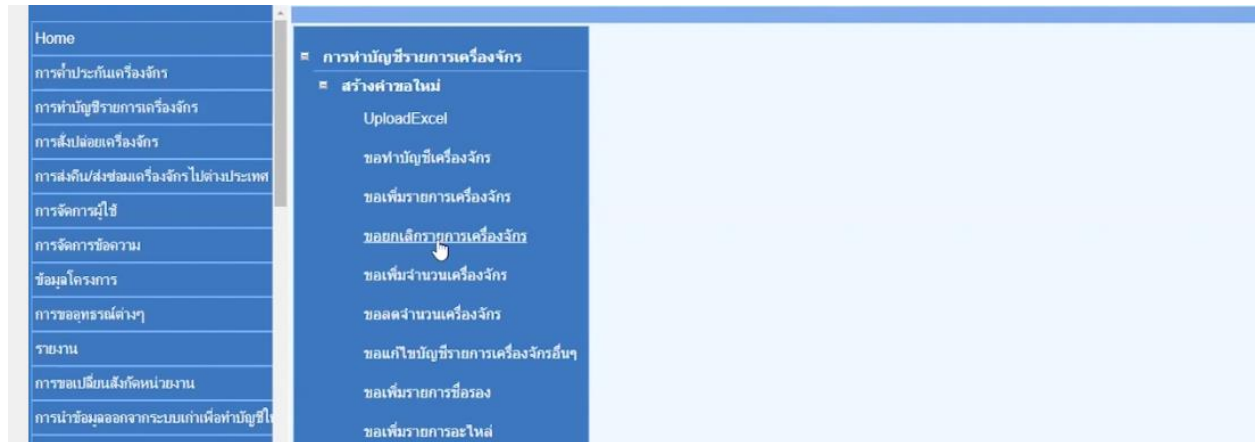 Home
การค้ำประกันเครื่องจักร
การทำบัญชีรายการเครื่องจักร
การสั่งปล่อยเครื่องจักร
การส่งคืน/ส่งซ่อมเครื่องจักรไปต่างประเทศ
การจัดการผู้ใช้
การจัดการข้อความ
ข้อมูลโครงการ
การขออุทธรณ์ต่างๆ
รายงาน
การขอเปลี่ยนสังกัดหน่วยงาน
การนำข้อมูลออกจากระบบเก่าเพื่อทำบัญชีให
การทำบัญชีรายการเครื่องจักร
สร้างคำขอใหม่
UploadExcel
ขอทำบัญชีเครื่องจักร
ขอเพิ่มรายการเครื่องจักร
ขอยกเลิกรายการเครื่องจักร
ขอเพิ่มจำนวนเครื่องจักร
ขอลดจำนวนเครื่องจักร
ขอแก้ไขบัญชีรายการเครื่องจักรอื่นๆ
ขอเพิ่มรายการชื่อรอง
ขอเพิ่มรายการอะไหล่